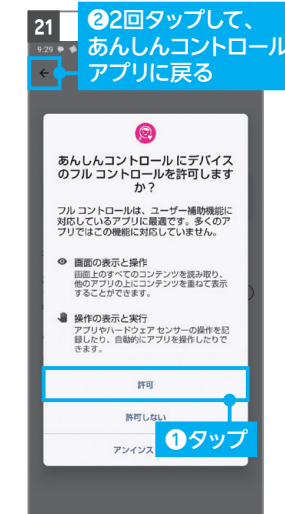 21
❷2回タップして、
あんしんコントロール
アプリに戻る
9:29
あんしんコントロール にデバイス
のフル コントロールを許可します
か？
フル コントロールは、ユーザー補助機能に
対応しているアプリに最適です。多くのア
プリではこの機能に対応していません。
画面の表示と操作
画面上のすべてのコンテンツを読み取り、
他のアプリの上にコンテンツを重ねて表示
することができます。
操作の表示と実行
アプリやハードウェア センサーの操作を記
録したり、自動的にアプリを操作したりで
きます。
許可
許可しない
❶タップ
アンインス